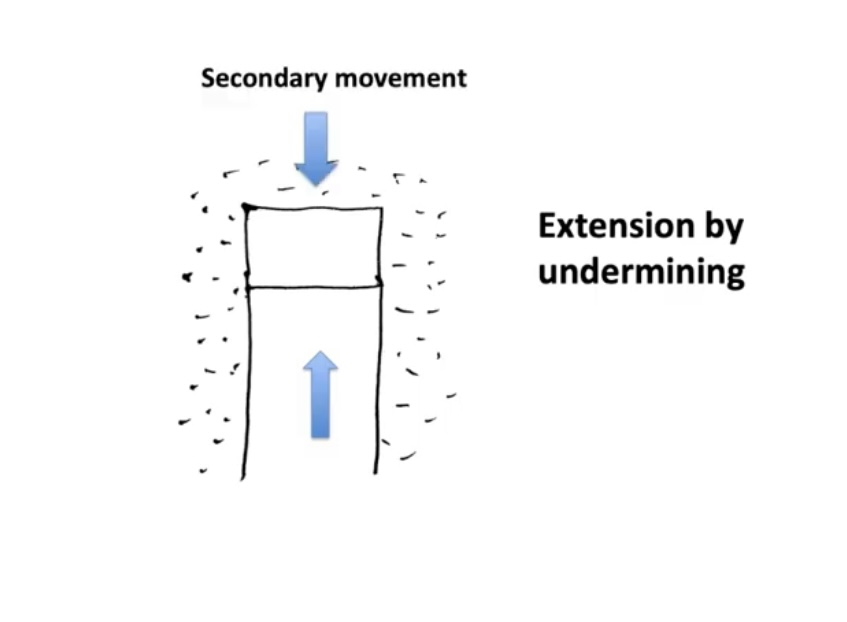 Secondary movement
Extension by
undermining